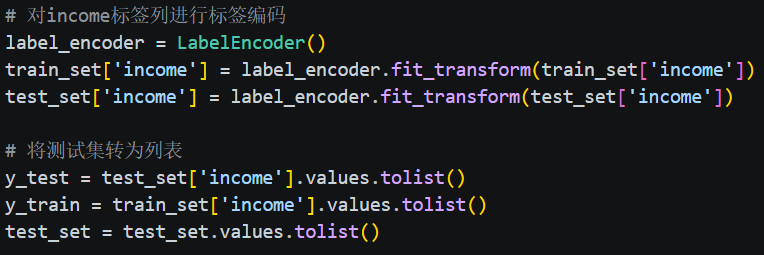 # 对income标签列进行标签编码
label_encoder = LabelEncoder()
train_set['income'] = label_encoder.fit_transform(train_set['income'])
test_set['income'] = label_encoder.fit_transform(test_set['income'])
# 将测试集转为列表
y_test = test_set['income'].values.tolist()
y_train = train_set['income'].values.tolist()
test_set = test_set.values.tolist()